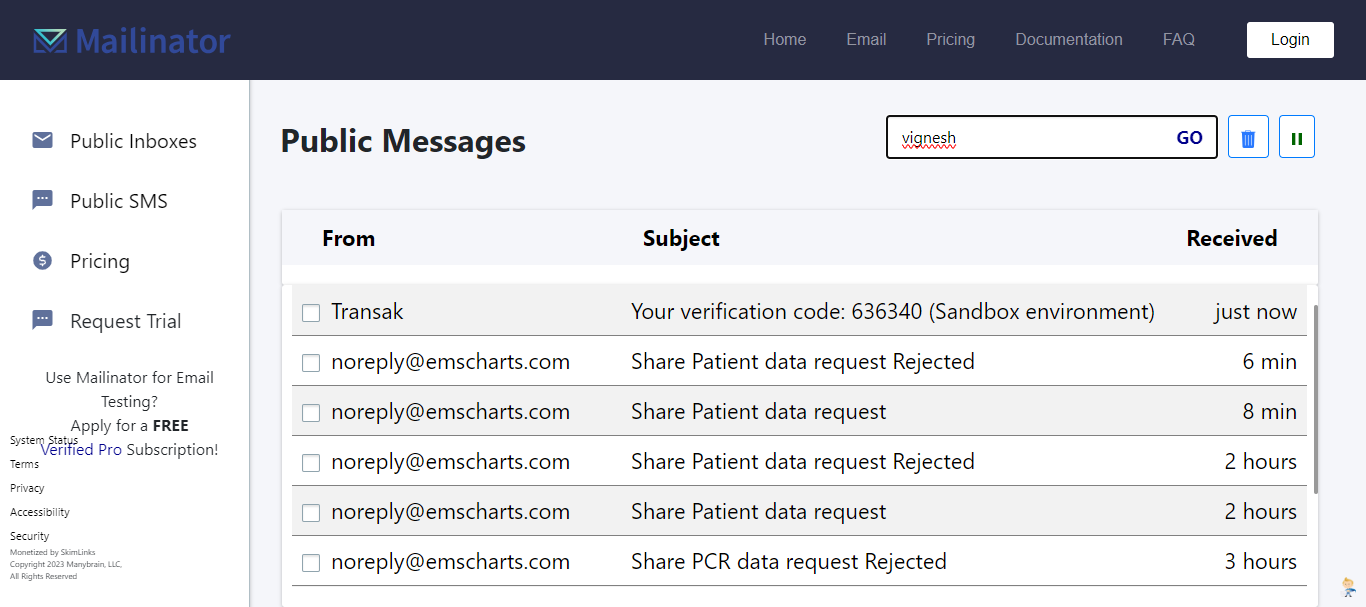 Mailinator
Home Email Pricing Documentation FAQ Login
Public Inboxes
Public SMS
Pricing
Request Trial
Use Mailinator for Email
Testing?
Apply for a FREE
Verified Pro Subscription!
System Status
Terms
Privacy
Accessibility
Security
Monetized by SkimLinks
Copyright 2023 Manybrain, LLC,
All Rights Reserved
Public Messages
vignesh GO
From Subject Received
Transak Your verification code: 636340 (Sandbox environment) just now
noreply@emscharts.com Share Patient data request Rejected 6 min
noreply@emscharts.com Share Patient data request 8 min
noreply@emscharts.com Share Patient data request Rejected 2 hours
noreply@emscharts.com Share Patient data request 2 hours
noreply@emscharts.com Share PCR data request Rejected 3 hours